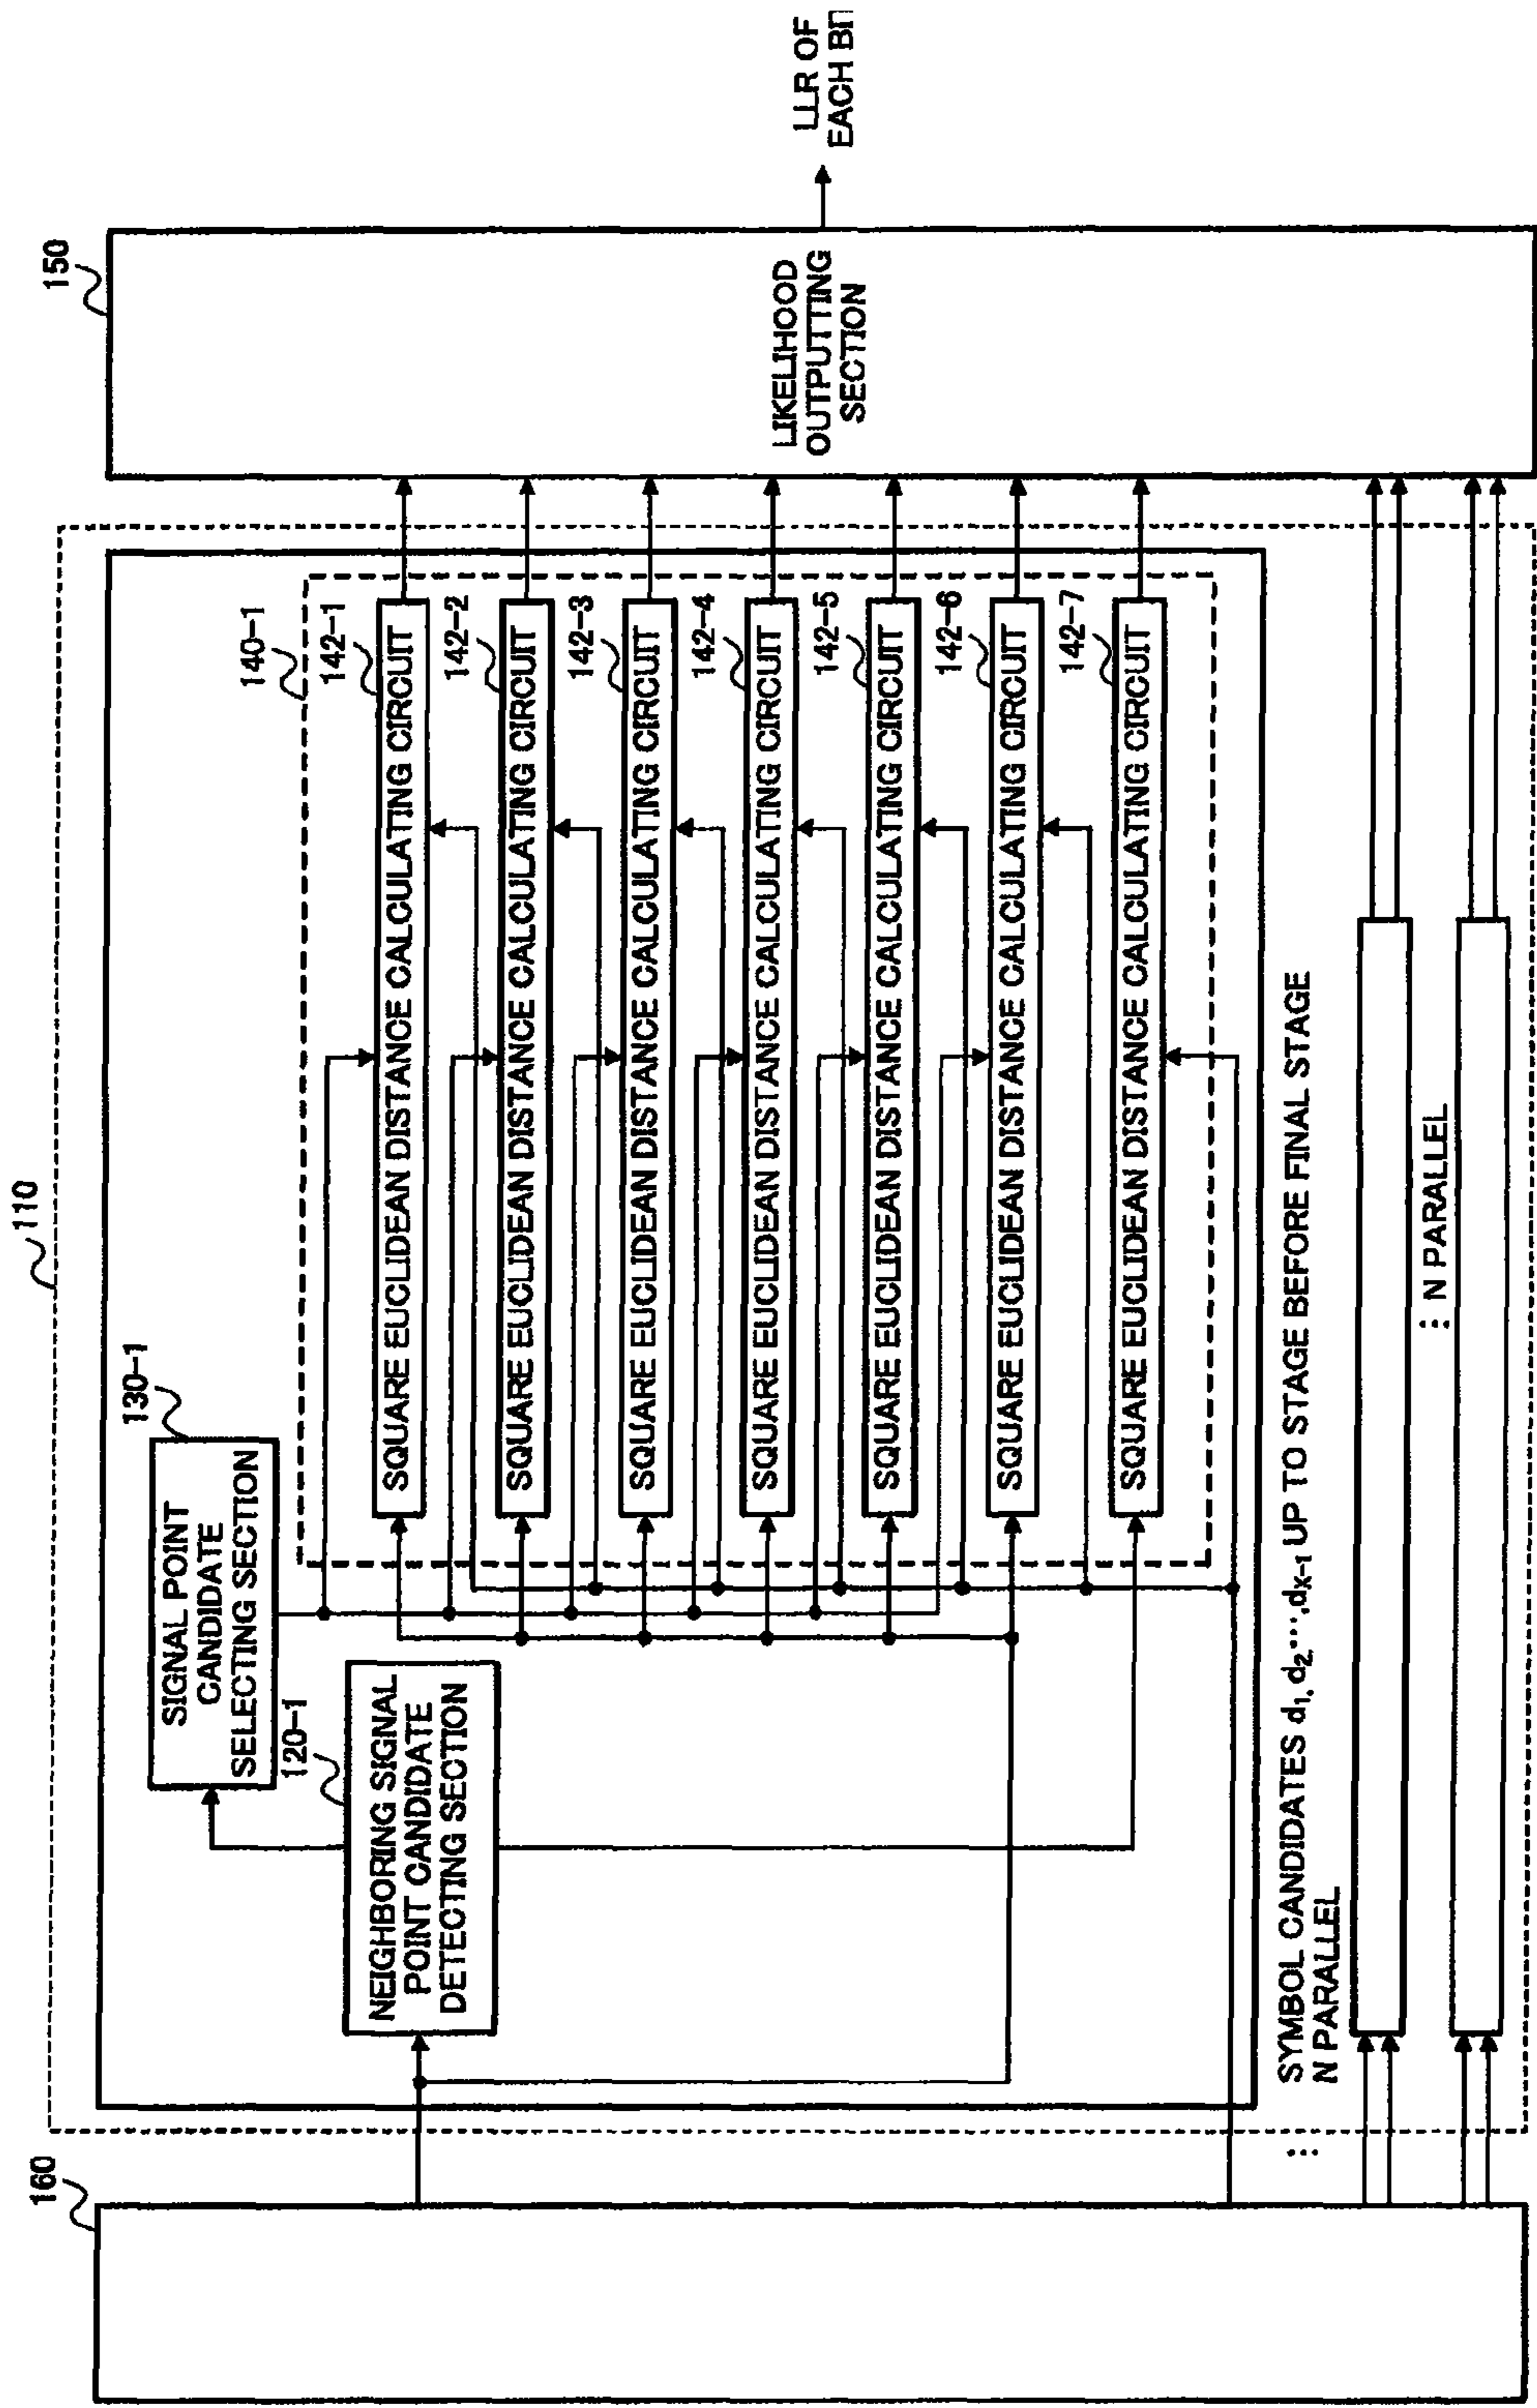 160
110
120-1
NEIGHBORING SIGNAL
POINT CANDIDATE
DETECTING SECTION
130-1
SIGNAL POINT
CANDIDATE
SELECTING SECTION
140-1
142-1
SQUARE EUCLIDEAN DISTANCE CALCULATING CIRCUIT
142-2
SQUARE EUCLIDEAN DISTANCE CALCULATING CIRCUIT
142-3
SQUARE EUCLIDEAN DISTANCE CALCULATING CIRCUIT
142-4
SQUARE EUCLIDEAN DISTANCE CALCULATING CIRCUIT
142-5
SQUARE EUCLIDEAN DISTANCE CALCULATING CIRCUIT
142-6
SQUARE EUCLIDEAN DISTANCE CALCULATING CIRCUIT
142-7
SQUARE EUCLIDEAN DISTANCE CALCULATING CIRCUIT
SYMBOL CANDIDATES d1, d2,···,dX-1 UP TO STAGE BEFORE FINAL STAGE
N PARALLEL
⋮ N PARALLEL
150
LIKELIHOOD
OUTPUTTING
SECTION
LLR OF
EACH BIT